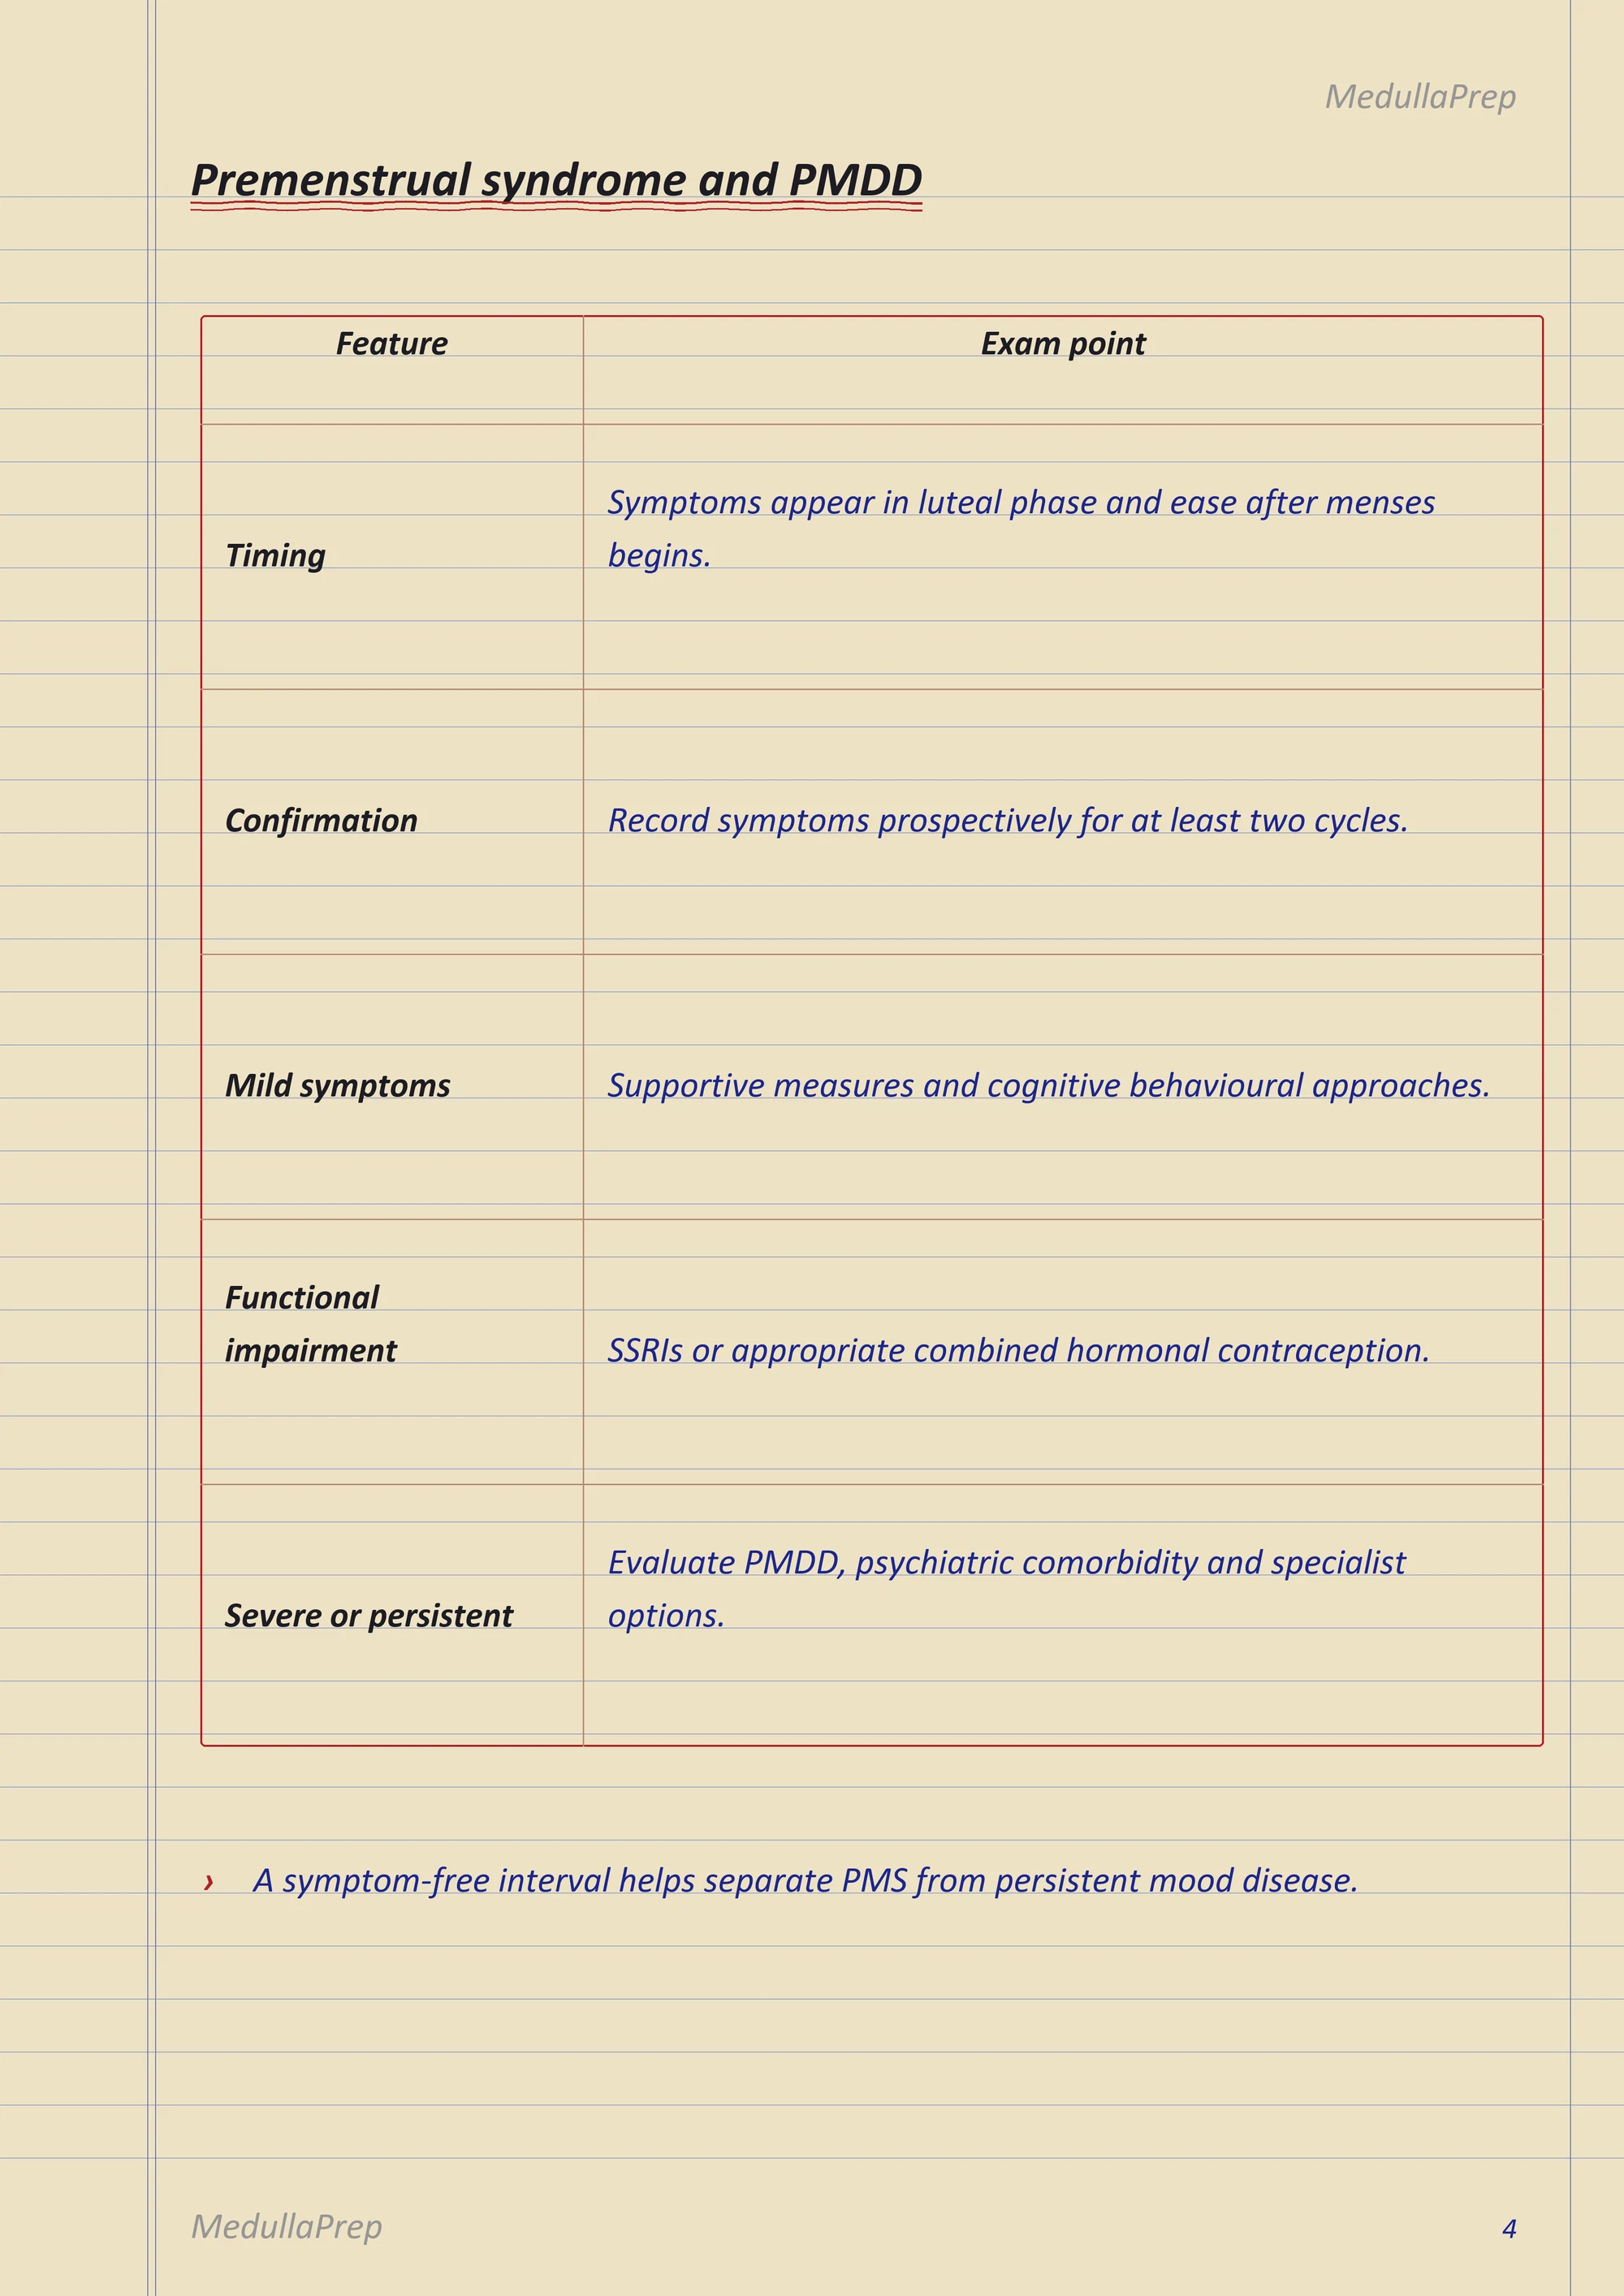 MedullaPrep
Premenstrual syndrome and PMDD
Feature
Exam point
Timing
Symptoms appear in luteal phase and ease after menses
begins.
Confirmation
Record symptoms prospectively for at least two cycles.
Mild symptoms
Supportive measures and cognitive behavioural approaches.
Functional
impairment
SSRIs or appropriate combined hormonal contraception.
Severe or persistent
Evaluate PMDD, psychiatric comorbidity and specialist
options.
› A symptom-free interval helps separate PMS from persistent mood disease.
MedullaPrep
4